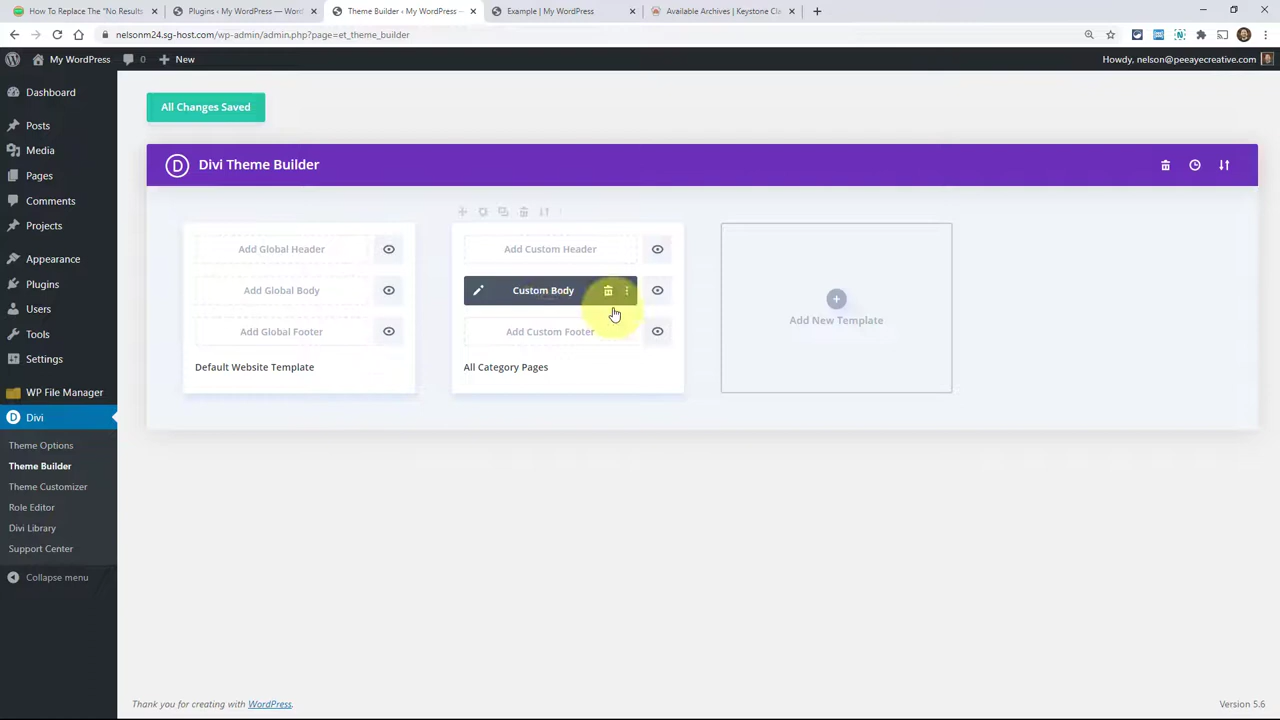 How To Replace The "No Results
Plugins ‹ My WordPress — Word
Theme Builder ‹ My WordPress —
Example | My WordPress
Available Archives | Keystone Cla
nelsonm24.sg-host.com/wp-admin/admin.php?page=et_theme_builder
My WordPress
0
New
Howdy, nelson@peeayecreative.com
Dashboard
Posts
Media
Pages
Comments
Projects
Appearance
Plugins
Users
Tools
Settings
WP File Manager
Divi
Theme Options
Theme Builder
Theme Customizer
Role Editor
Divi Library
Support Center
Collapse menu
All Changes Saved
D
Divi Theme Builder
Add Global Header
Add Global Body
Add Global Footer
Default Website Template
Add Custom Header
Custom Body
Add Custom Footer
All Category Pages
Add New Template
Thank you for creating with WordPress.
Version 5.6